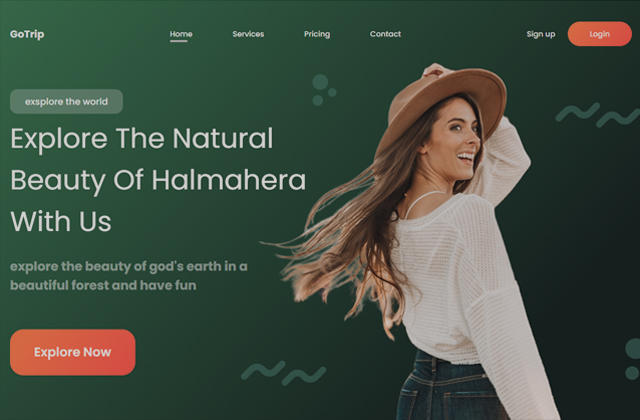 GoTrip
Home Services Pricing Contact
Sign up Login
exsplore the world
Explore The Natural
Beauty Of Halmahera
With Us
explore the beauty of god's earth in a
beautiful forest and have fun
Explore Now